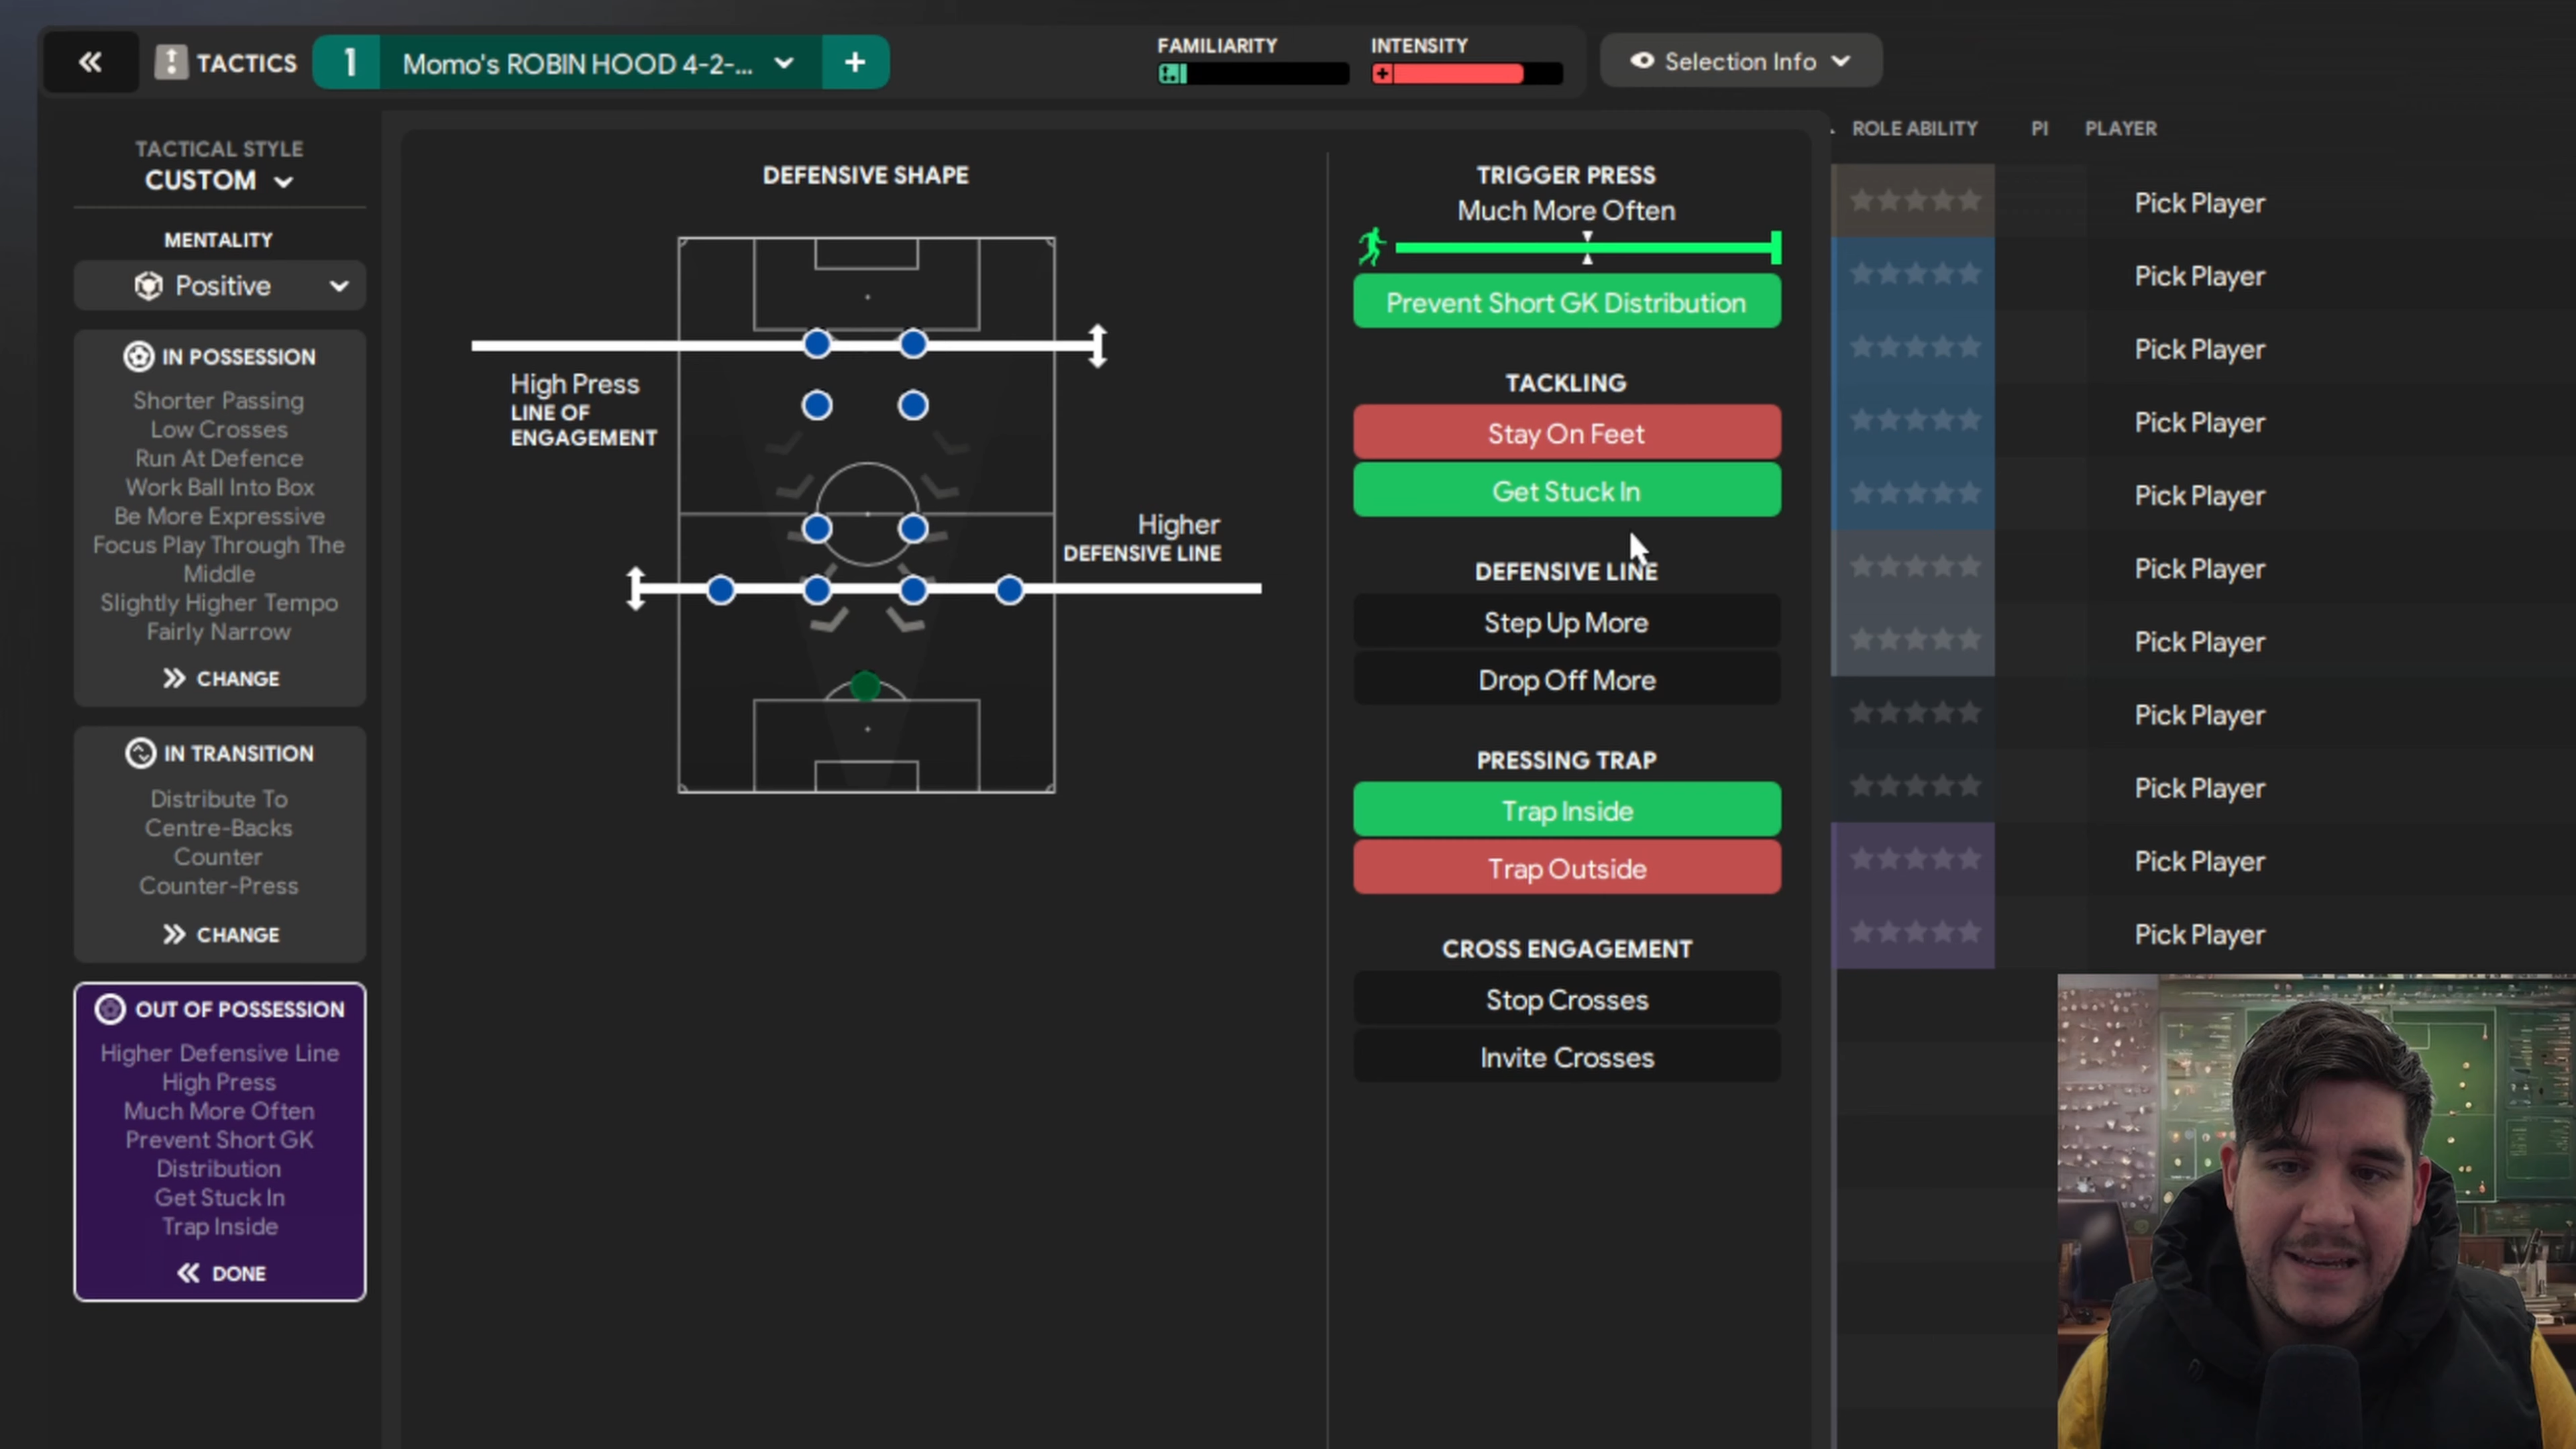 TACTICS
1
Momo's ROBIN HOOD 4-2-...
+
FAMILIARITY
INTENSITY
Selection Info
TACTICAL STYLE
CUSTOM
MENTALITY
Positive
IN POSSESSION
Shorter Passing
Low Crosses
Run At Defence
Work Ball Into Box
Be More Expressive
Focus Play Through The
Middle
Slightly Higher Tempo
Fairly Narrow
CHANGE
IN TRANSITION
Distribute To
Centre-Backs
Counter
Counter-Press
CHANGE
OUT OF POSSESSION
Higher Defensive Line
High Press
Much More Often
Prevent Short GK
Distribution
Get Stuck In
Trap Inside
DONE
DEFENSIVE SHAPE
High Press
LINE OF
ENGAGEMENT
Higher
DEFENSIVE LINE
TRIGGER PRESS
Much More Often
Prevent Short GK Distribution
TACKLING
Stay On Feet
Get Stuck In
DEFENSIVE LINE
Step Up More
Drop Off More
PRESSING TRAP
Trap Inside
Trap Outside
CROSS ENGAGEMENT
Stop Crosses
Invite Crosses
ROLE ABILITY PI PLAYER
Pick Player
Pick Player
Pick Player
Pick Player
Pick Player
Pick Player
Pick Player
Pick Player
Pick Player
Pick Player
Pick Player